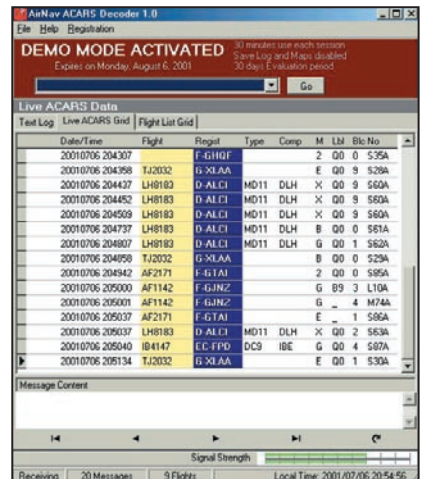 AirNav ACARS Decoder 1.0
File Help Registration
DEMO MODE ACTIVATED
Expires on Monday, August 6, 2001
30 minutes use each session
Save Log and Maps disabled
30 days Evaluation period
Go
Live ACARS Data
Text Log Live ACARS Grid Flight List Grid
Date/Time Flight Regist Type Comp M Lbl Blc No
20010706 204307 F-GHQF 2 Q0 0 S35A
20010706 204358 TJ2032 G-XLAA E Q0 9 S28A
20010706 204437 LH8183 D-ALCI MD11 DLH X Q0 9 S60A
20010706 204452 LH8183 D-ALCI MD11 DLH X Q0 9 S60A
20010706 204509 LH8183 D-ALCI MD11 DLH X Q0 9 S60A
20010706 204737 LH8183 D-ALCI MD11 DLH B Q0 0 S61A
20010706 204807 LH8183 D-ALCI MD11 DLH G Q0 1 S62A
20010706 204858 TJ2032 G-XLAA B Q0 0 S29A
20010706 204942 AF2171 F-GTAI 2 Q0 0 S85A
20010706 205000 AF1142 F-GJNZ G B9 3 L10A
20010706 205001 AF1142 F-GJNZ G _ 4 M74A
20010706 205037 AF2171 F-GTAI E _ 1 S86A
20010706 205037 LH8183 D-ALCI MD11 DLH X Q0 2 S63A
20010706 205040 IB4147 EC-FPD DC9 IBE G Q0 4 S87A
20010706 205134 TJ2032 G-XLAA E Q0 1 S30A
Message Content
Signal Strength
Receiving 20 Messages 9 Flights Local Time: 2001/07/06 20:54:56